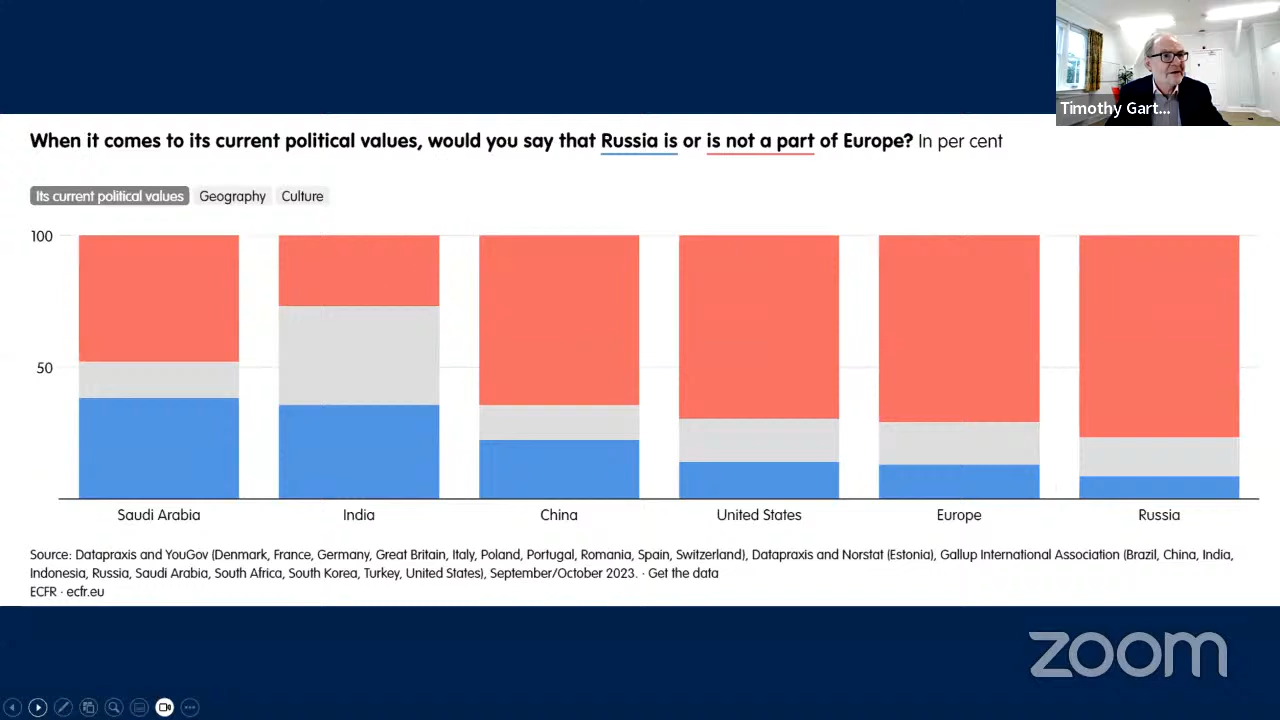 Timothy Gart...
When it comes to its current political values, would you say that Russia is or is not a part of Europe? In per cent
Its current political values Geography Culture
100
50
Saudi Arabia India China United States Europe Russia
Source: Datapraxis and YouGov (Denmark, France, Germany, Great Britain, Italy, Poland, Portugal, Romania, Spain, Switzerland), Datapraxis and Norstat (Estonia), Gallup International Association (Brazil, China, India,
Indonesia, Russia, Saudi Arabia, South Africa, South Korea, Turkey, United States), September/October 2023. · Get the data
ECFR · ecfr.eu
zoom